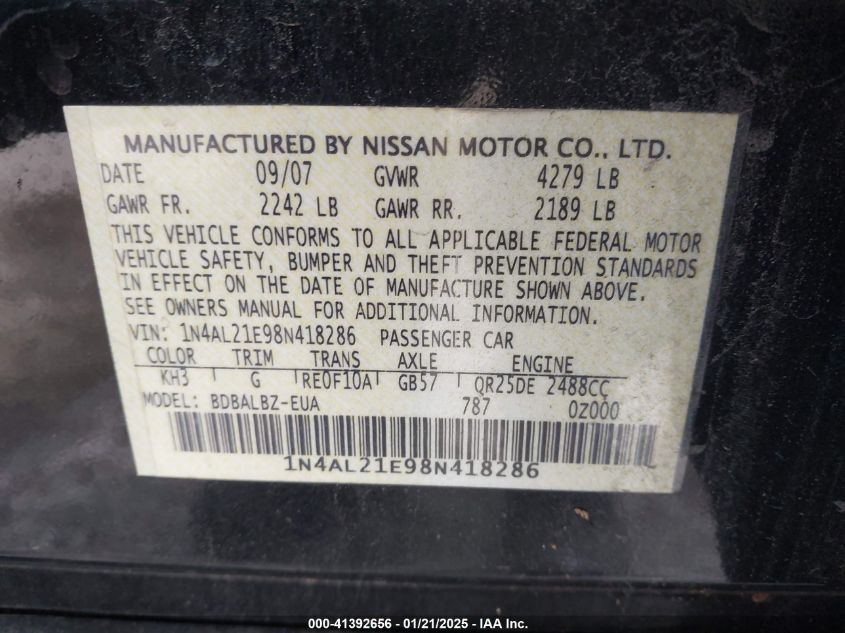 MANUFACTURED BY NISSAN MOTOR CO., LTD.
DATE 09/07 GVWR 4279 LB
GAWR FR. 2242 LB GAWR RR. 2189 LB
THIS VEHICLE CONFORMS TO ALL APPLICABLE FEDERAL MOTOR
VEHICLE SAFETY, BUMPER AND THEFT PREVENTION STANDARDS
IN EFFECT ON THE DATE OF MANUFACTURE SHOWN ABOVE.
SEE OWNERS MANUAL FOR ADDITIONAL INFORMATION.
VIN: 1N4AL21E98N418286 PASSENGER CAR
COLOR TRIM TRANS AXLE ENGINE
KH3 G RE0F10A GB57 QR25DE 2488CC
MODEL: BDBALBZ-EUA 787 0Z000
1N4AL21E98N418286
000-41392656 / 01/21/2025 - IAA Inc.